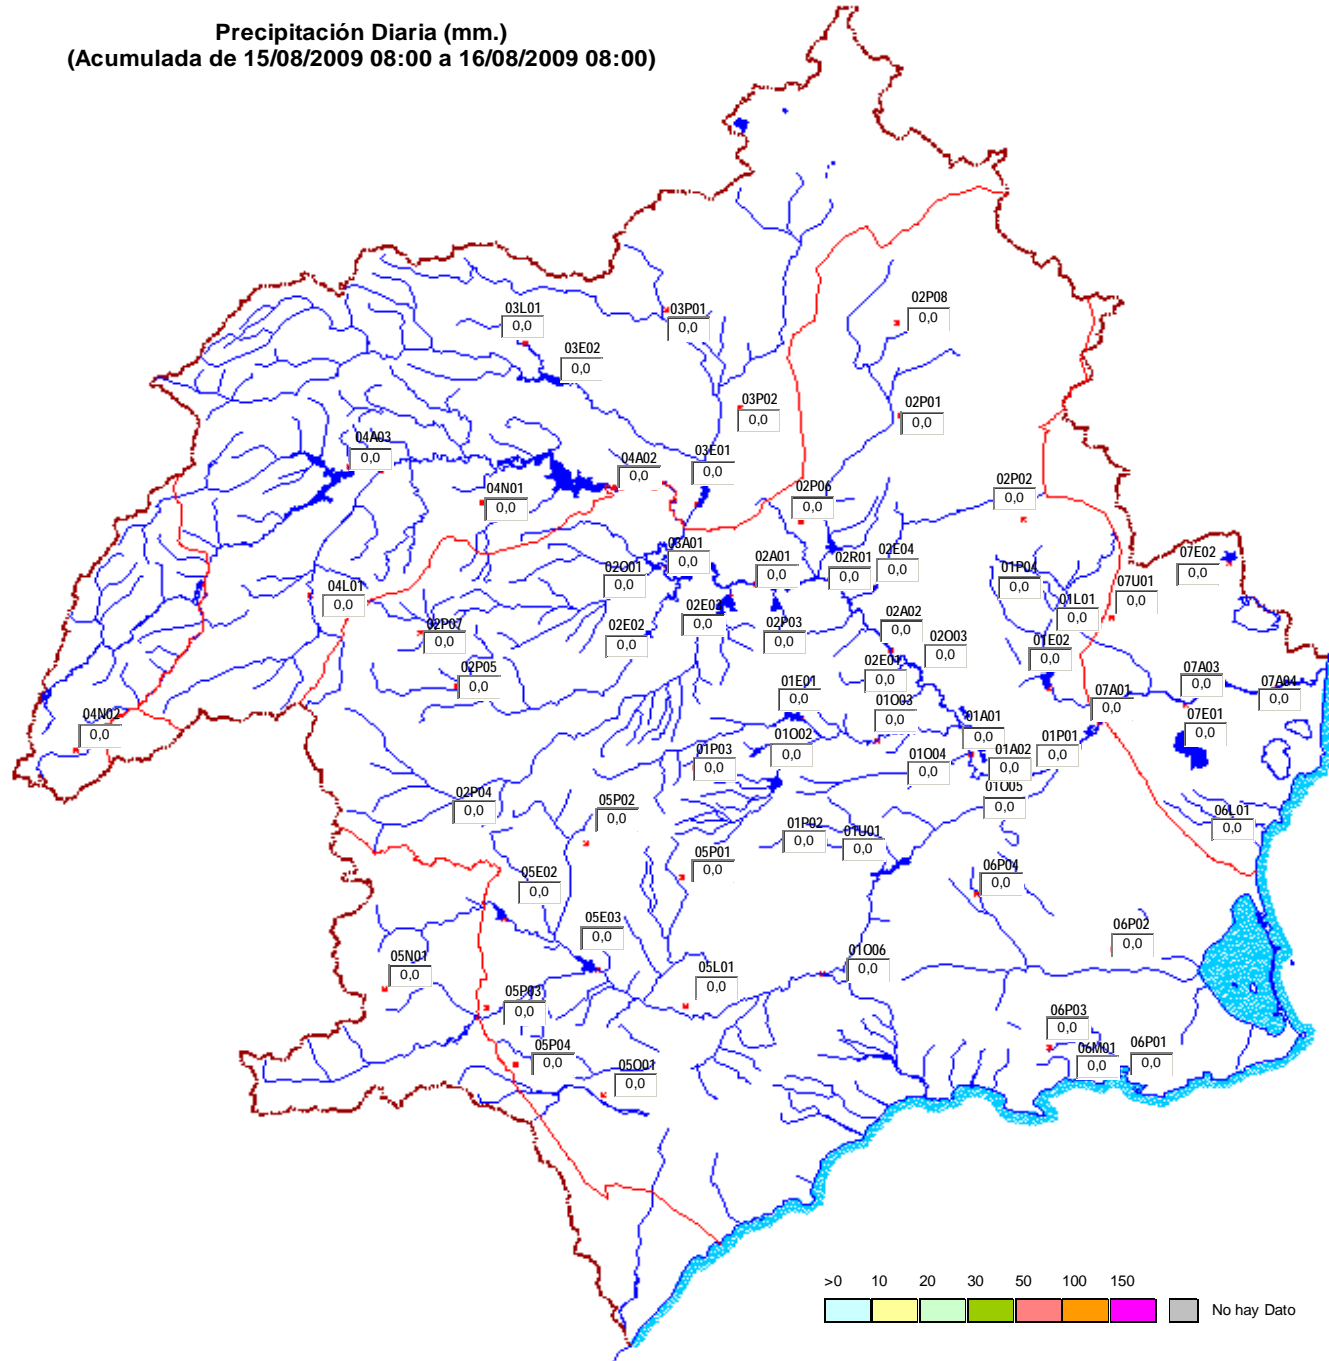 Precipitación Diaria (mm.)
(Acumulada de 15/08/2009 08:00 a 16/08/2009 08:00)
02P08
0,0
03L01
0,0
03P01
0,0
03E02
0,0
03P02
0,0
02P01
0,0
04A03
0,0
04A02
0,0
03E01
0,0
04N01
0,0
02P06
0,0
02P02
0,0
03A01
0,0
02O01
0,0
02A01
0,0
02R01
0,0
02E04
0,0
01P04
0,0
07E02
0,0
07U01
0,0
04L01
0,0
01L01
0,0
02E03
0,0
02P07
0,0
02E02
0,0
02P03
0,0
02A02
0,0
02O03
0,0
01E02
0,0
02P05
0,0
02E01
0,0
01E01
0,0
07A03
0,0
07A04
0,0
07A01
0,0
01O03
0,0
04N02
0,0
07E01
0,0
01A01
0,0
01O02
0,0
01P03
0,0
01O04
0,0
01A02
0,0
01P01
0,0
01O05
0,0
02P04
0,0
05P02
0,0
06L01
0,0
01P02
0,0
01U01
0,0
05P01
0,0
05E02
0,0
06P04
0,0
05E03
0,0
06P02
0,0
05N01
0,0
05L01
0,0
01O06
0,0
05P03
0,0
06P03
0,0
05P04
0,0
06M01
0,0
06P01
0,0
05O01
0,0
>0 10 20 30 50 100 150
No hay Dato